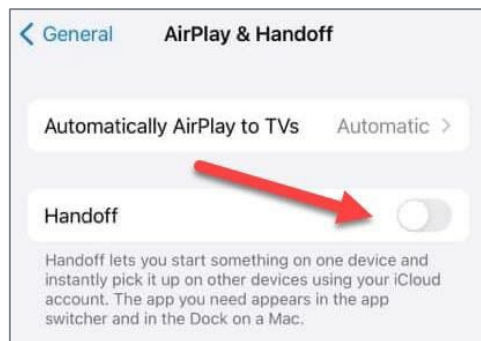 General AirPlay & Handoff
Automatically AirPlay to TVs Automatic
Handoff
Handoff lets you start something on one device and
instantly pick it up on other devices using your iCloud
account. The app you need appears in the app
switcher and in the Dock on a Mac.